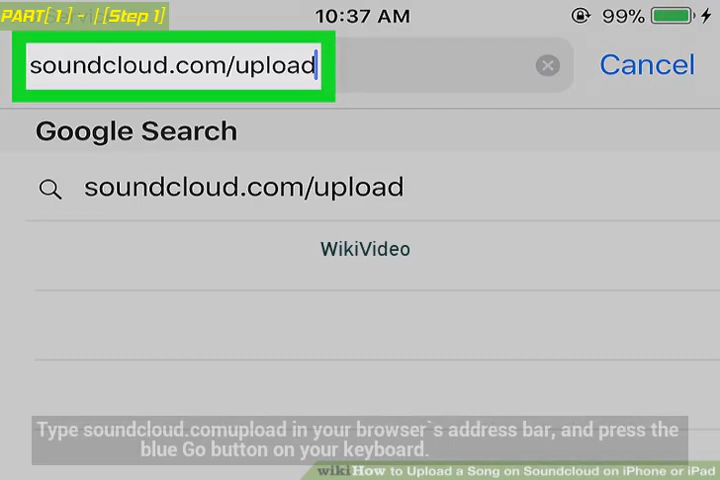 PART[1] - |[Step 1]
10:37 AM
99%
soundcloud.com/upload
Cancel
Google Search
soundcloud.com/upload
WikiVideo
Type soundcloud.comupload in your browser`s address bar, and press the
blue Go button on your keyboard.
wikiHow to Upload a Song on Soundcloud on iPhone or iPad